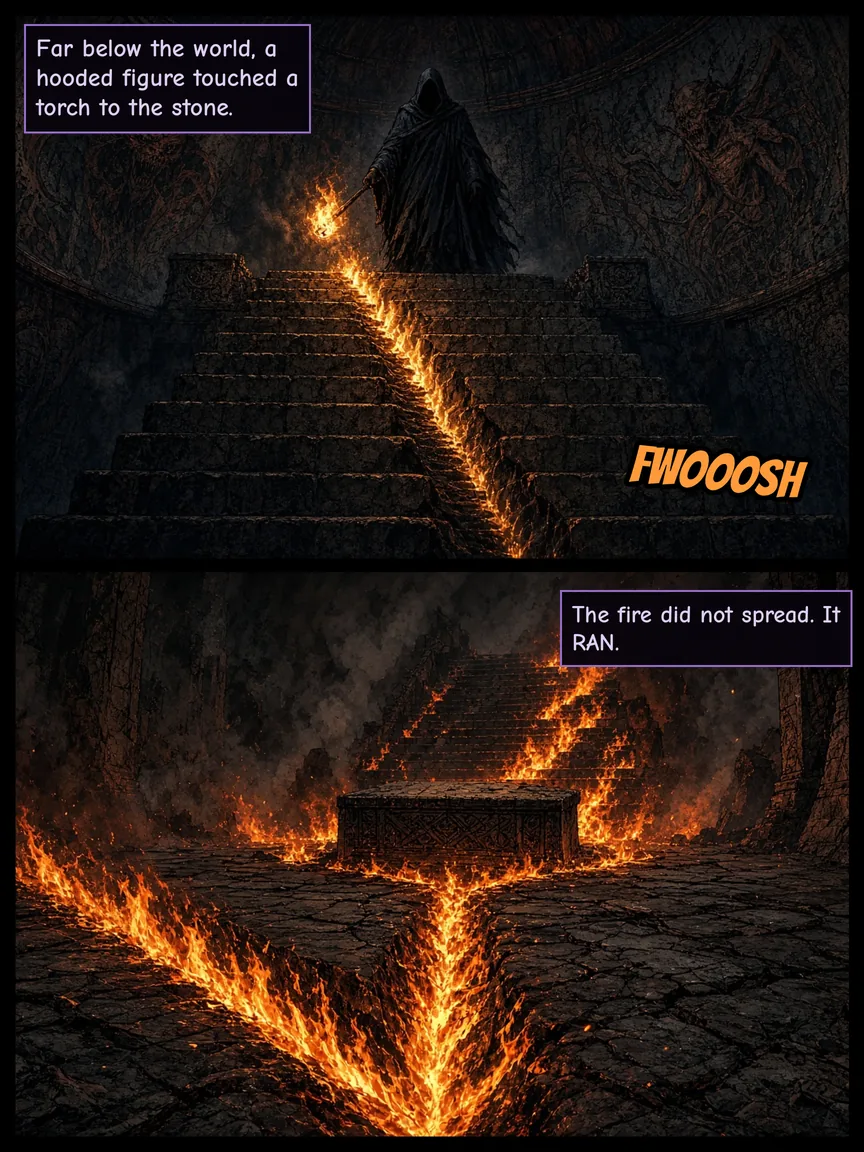 Far below the world, a
hooded figure touched a
torch to the stone.
FWOOOSH
The fire did not spread. It
RAN.